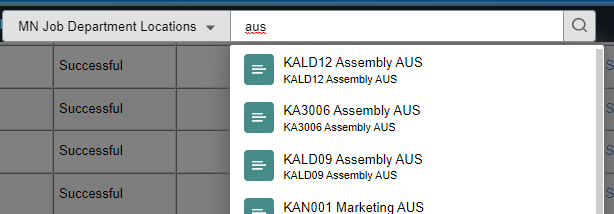 MN Job Department Locations
aus
Successful
KALD12 Assembly AUS
KALD12 Assembly AUS
Successful
KA3006 Assembly AUS
KA3006 Assembly AUS
Successful
KALD09 Assembly AUS
KALD09 Assembly AUS
Successful
KAN001 Marketing AUS